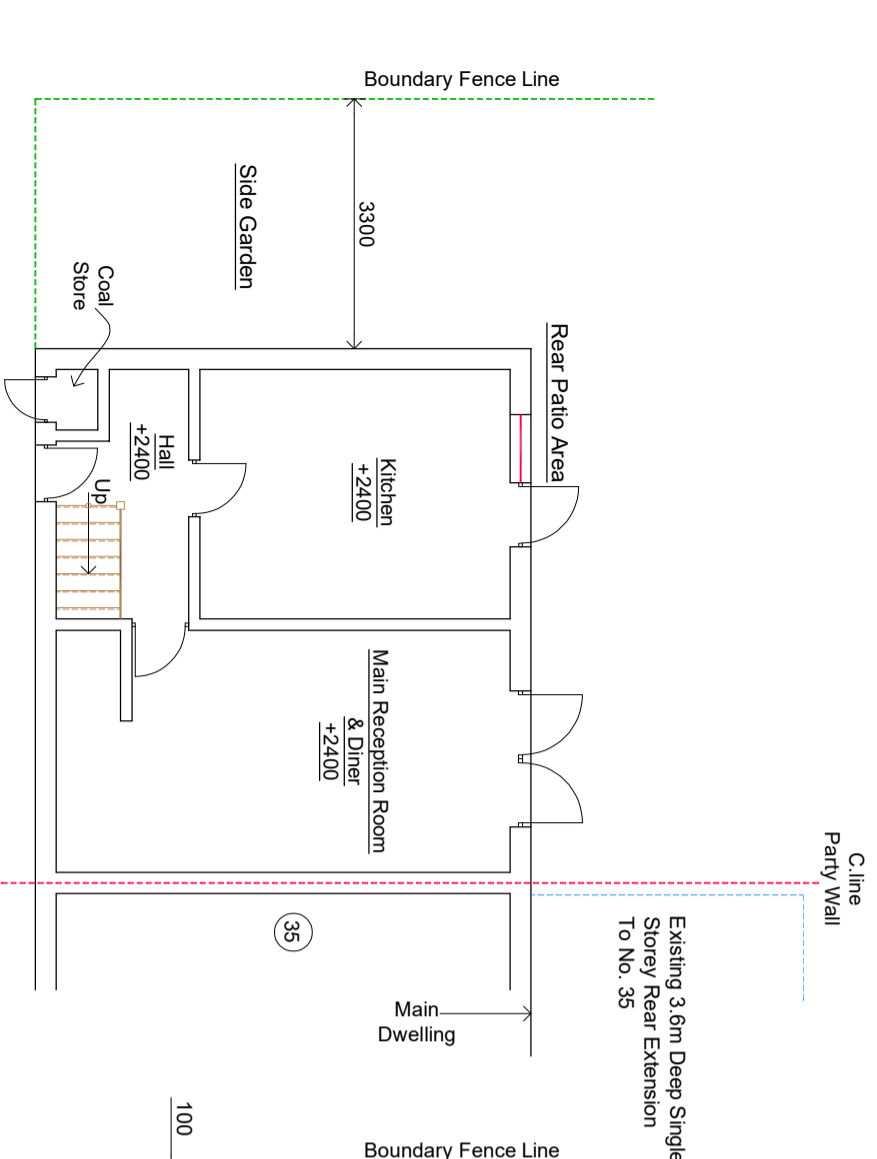 Boundary Fence Line
Side Garden
3300
Coal
Store
Rear Patio Area
Hall
+2400
Kitchen
+2400
Up
Main Reception Room
& Diner
+2400
C.line
Party Wall
35
Existing 3.6m Deep Single
Storey Rear Extension
To No. 35
Main
Dwelling
100
Boundary Fence Line